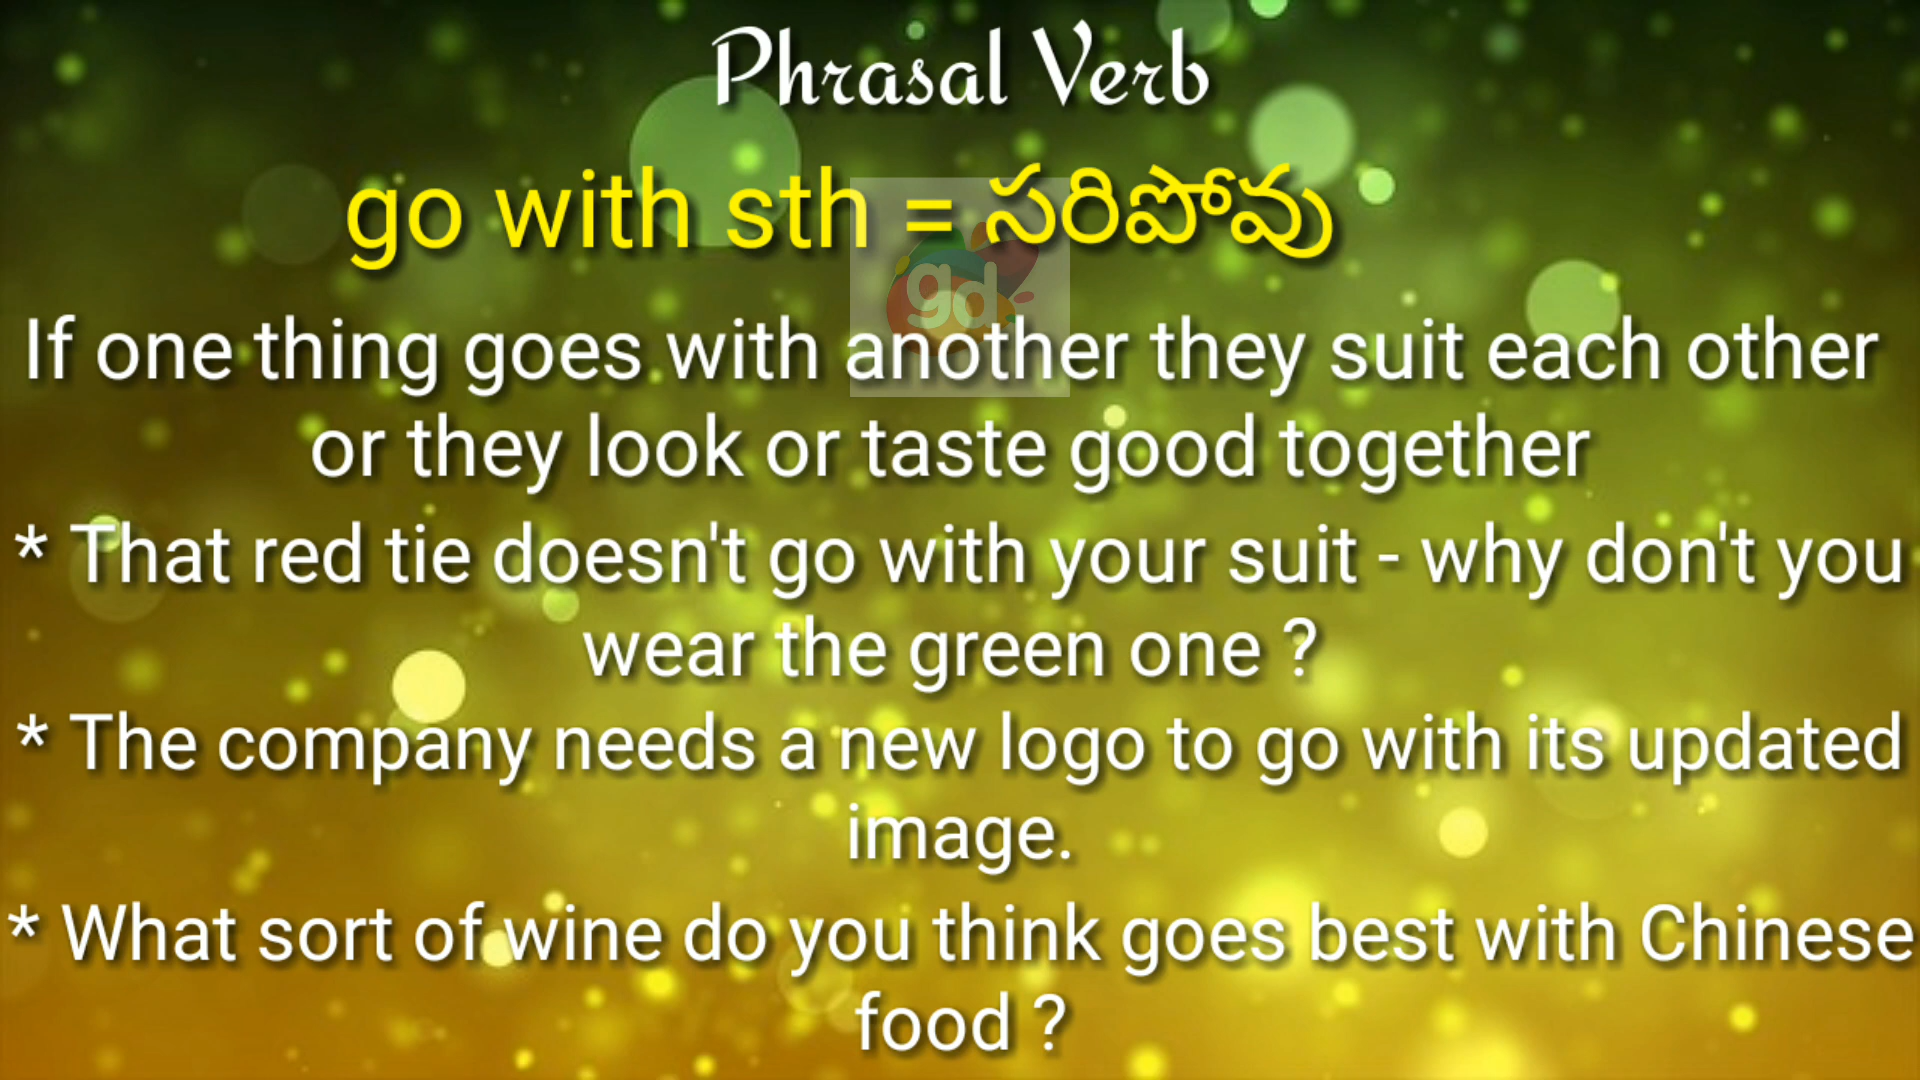 Phrasal Verb
go with sth = సరిపోవు
gd
If one thing goes with another they suit each other
or they look or taste good together
* That red tie doesn't go with your suit - why don't you
wear the green one ?
* The company needs a new logo to go with its updated
image.
* What sort of wine do you think goes best with Chinese
food ?